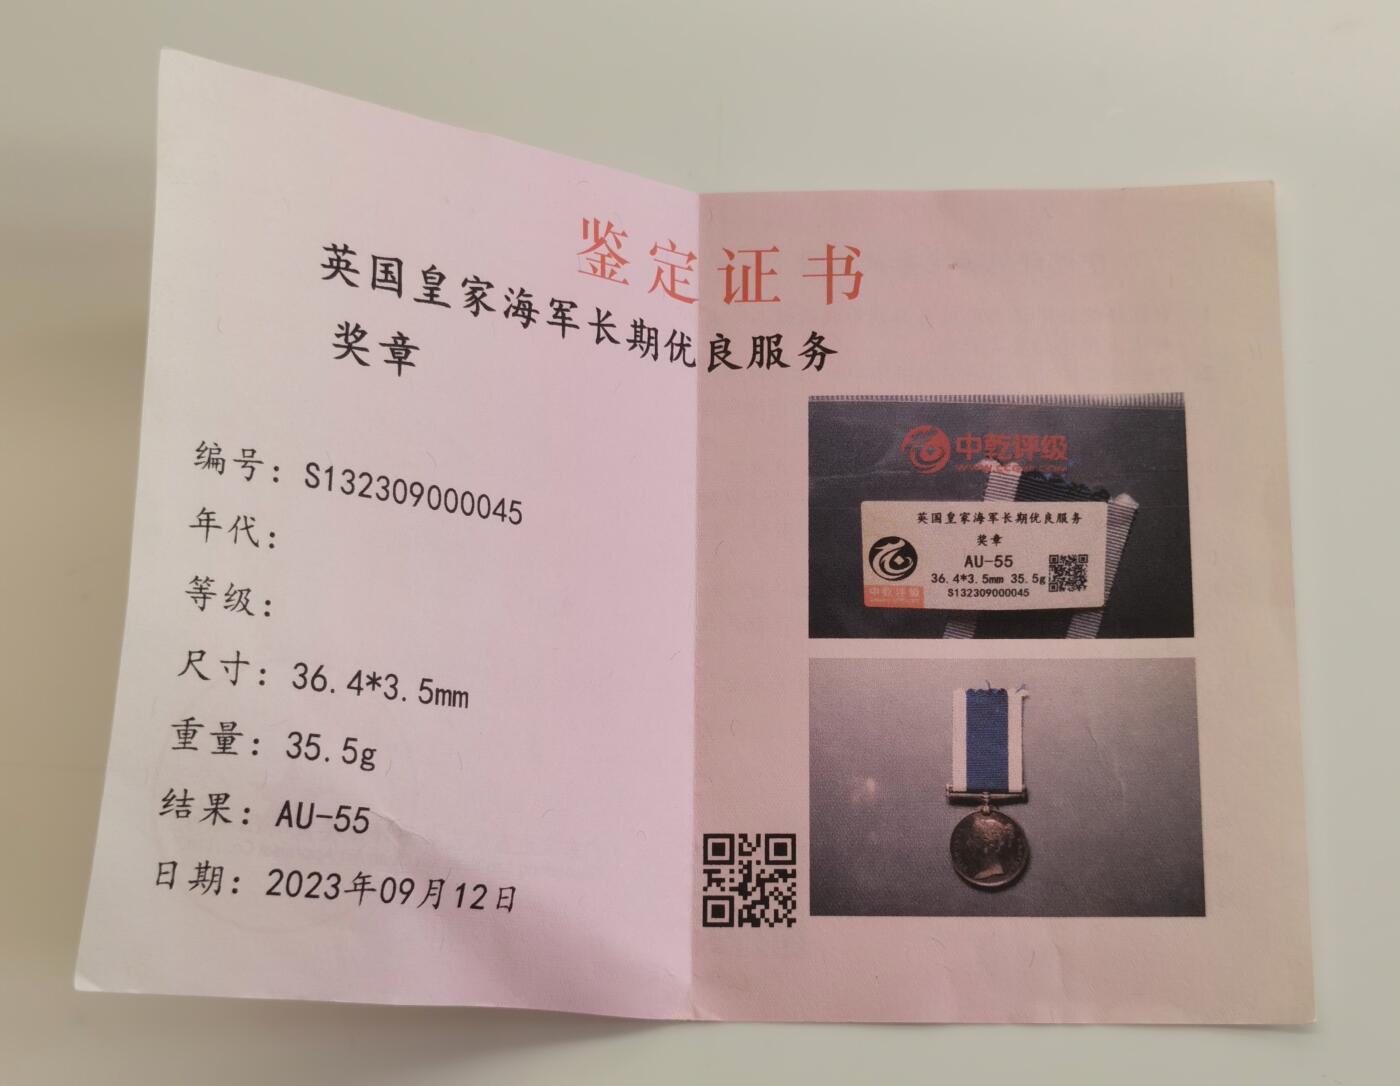 鉴定证书
英国皇家海军长期优良服务
奖章
编号：S132309000045
年代：
等级：
尺寸：36.4*3.5mm
重量：35.5g
结果：AU-55
日期：2023年09月12日
中乾评级
英国皇家海军长期优良服务
奖章
AU-55
36.4*3.5mm 35.5g
S132309000045
中乾评级